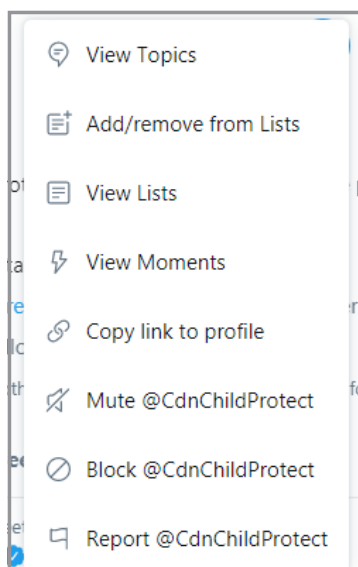 View Topics
Add/remove from Lists
View Lists
View Moments
Copy link to profile
Mute @CdnChildProtect
Block @CdnChildProtect
Report @CdnChildProtect